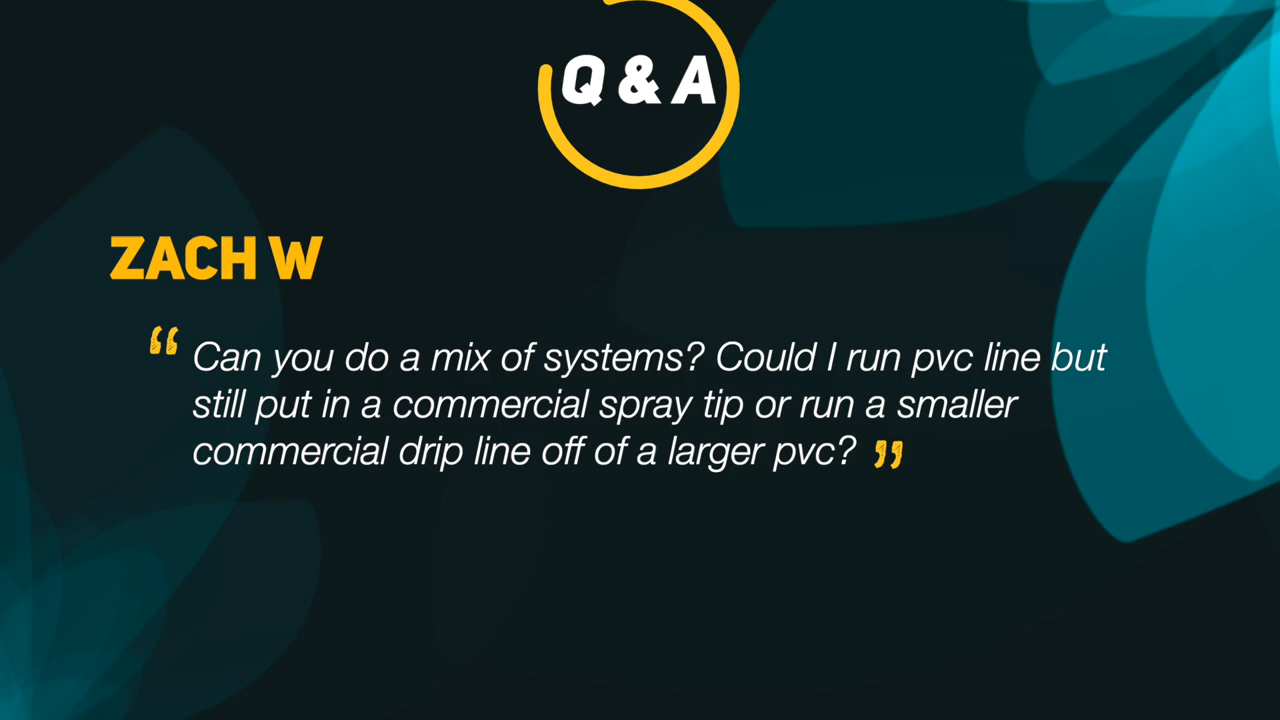 Q & A
ZACH W
“ Can you do a mix of systems? Could I run pvc line but
still put in a commercial spray tip or run a smaller
commercial drip line off of a larger pvc? ”